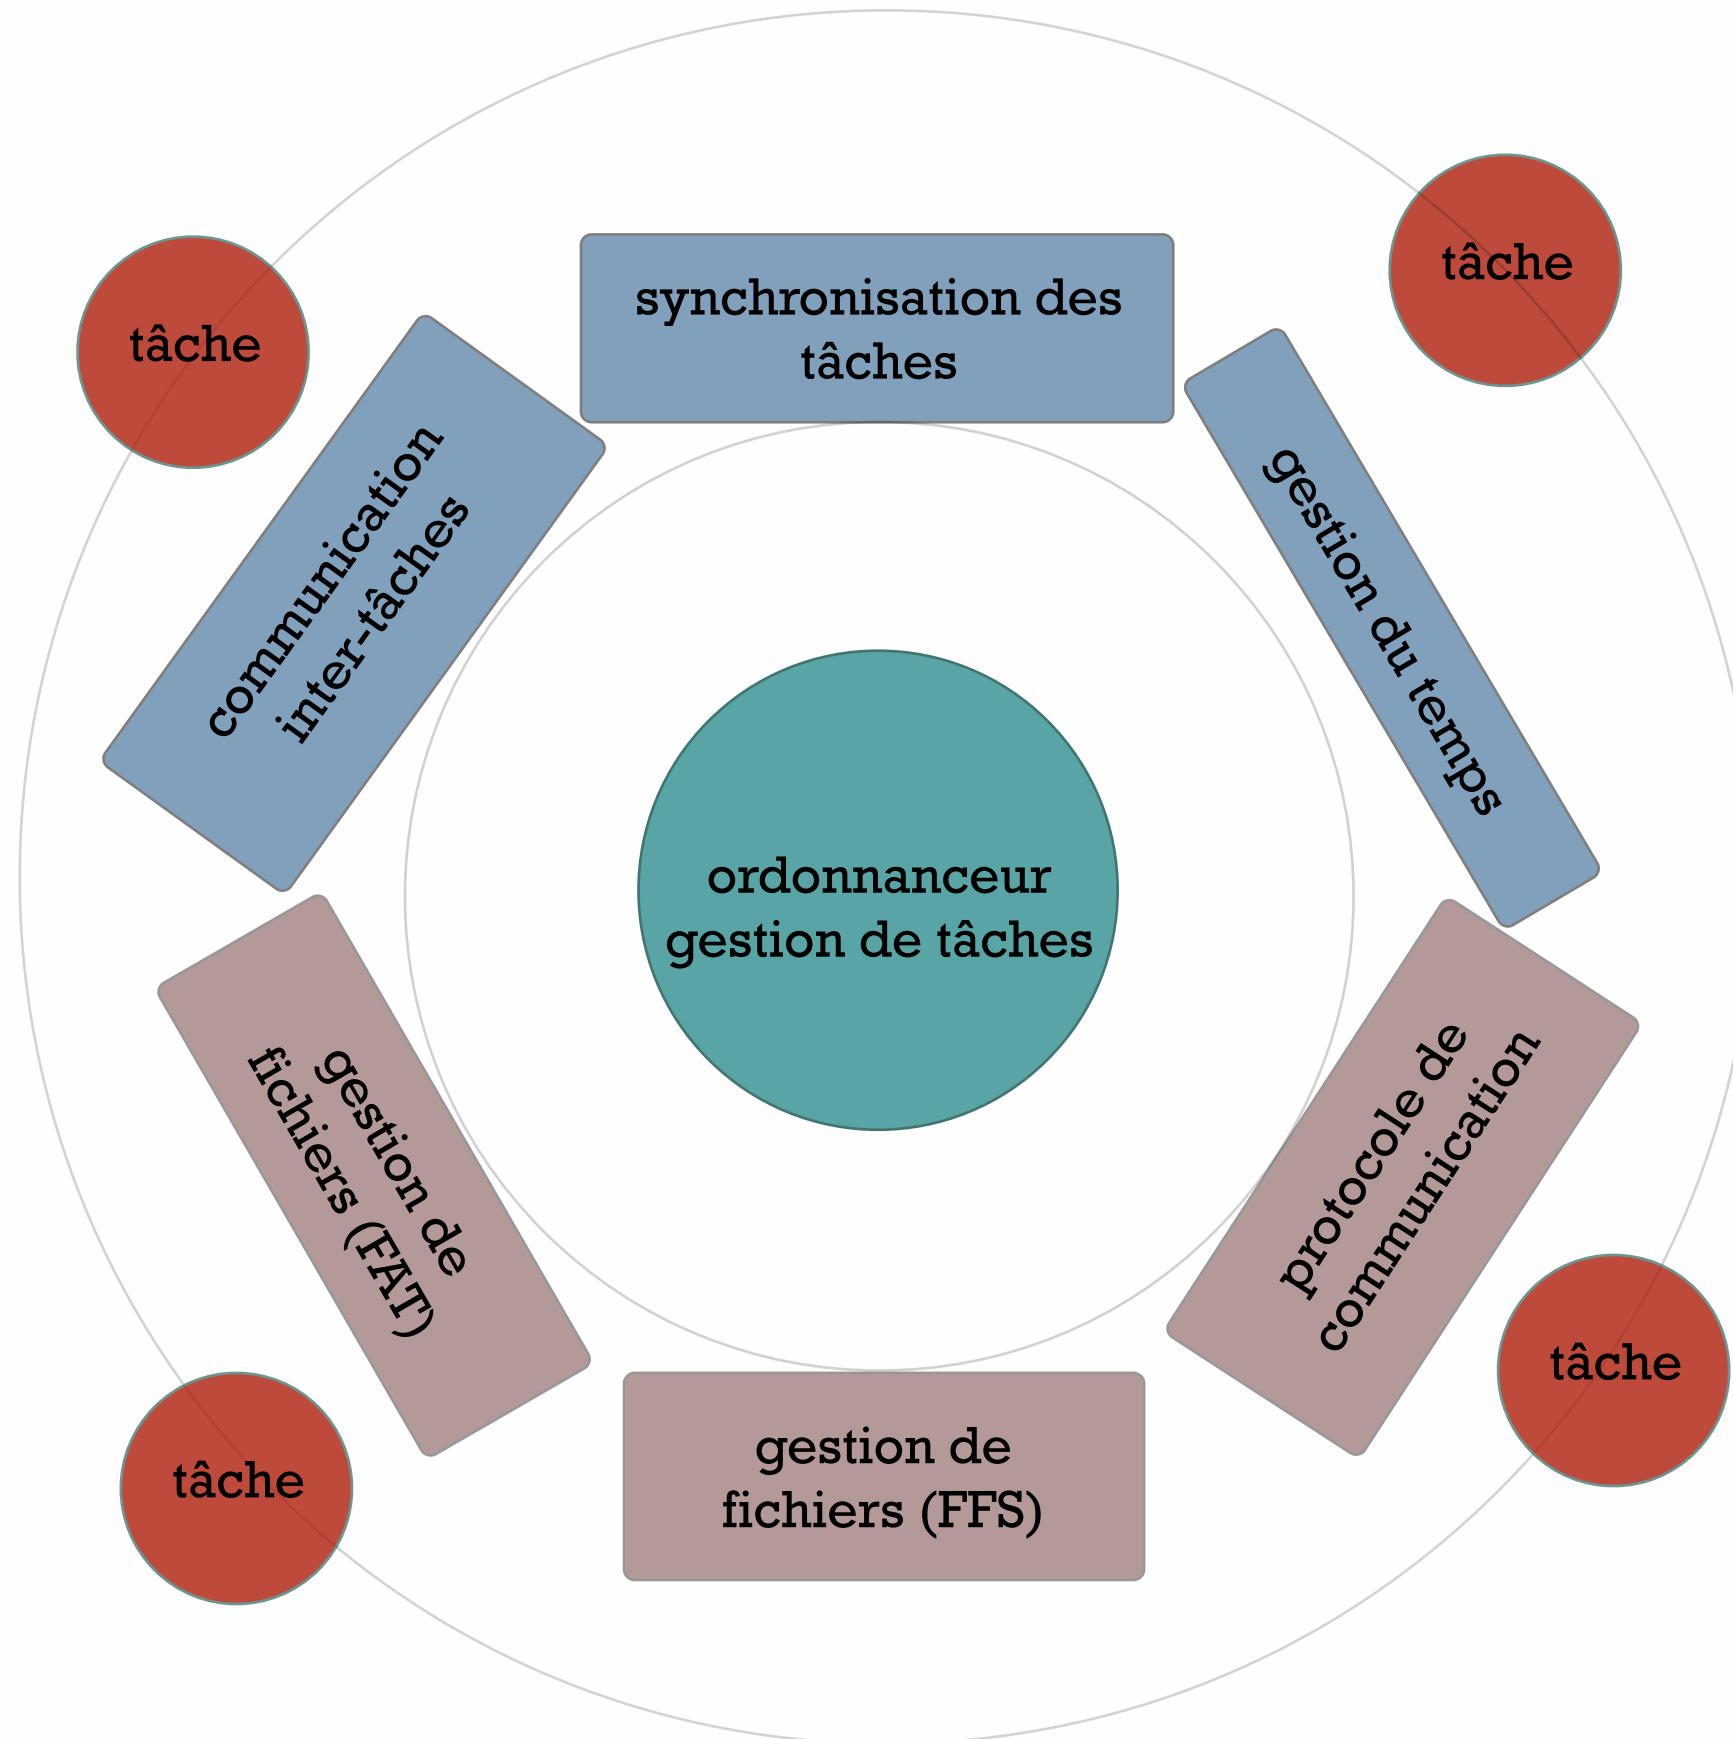 tâche
synchronisation des
tâches
tâche
communication
inter-tâches
gestion du temps
ordonnanceur
gestion de tâches
gestion de
fichiers (FAT)
protocole de
communication
tâche
gestion de
fichiers (FFS)
tâche